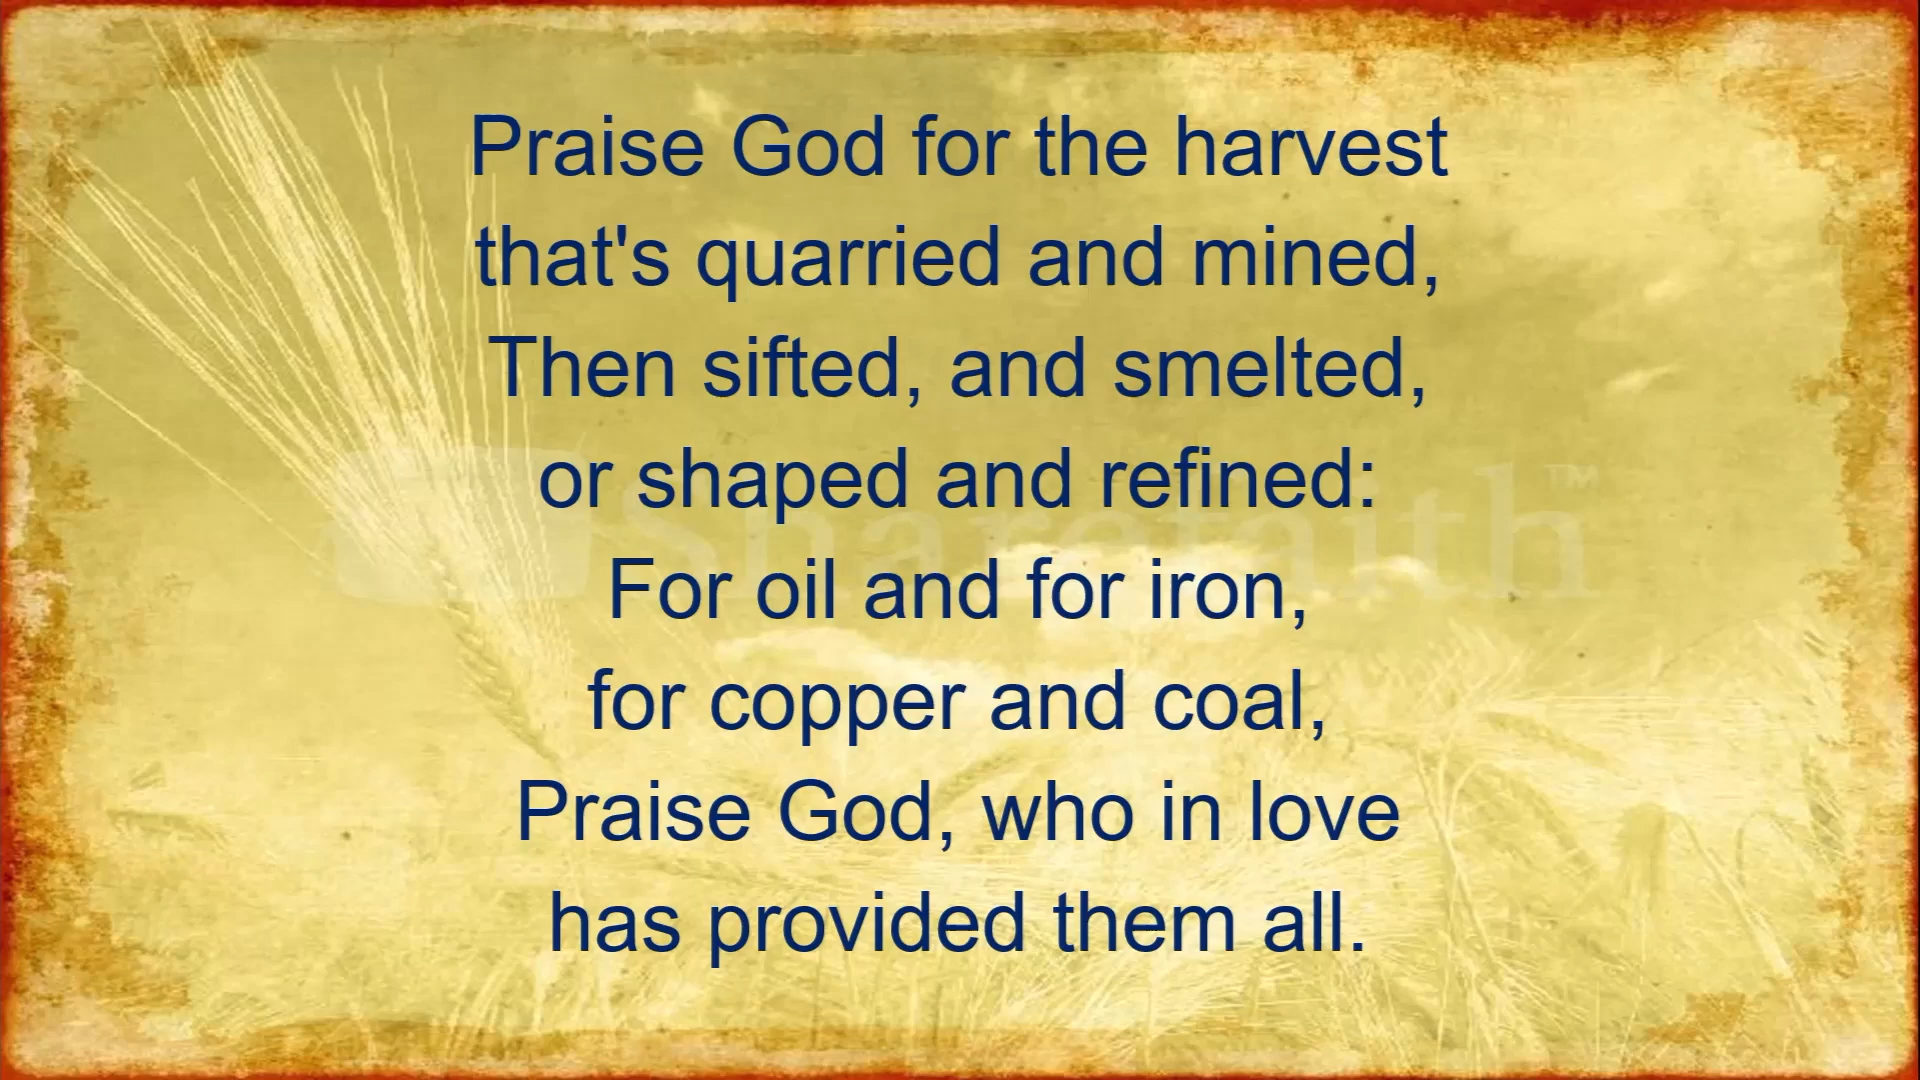 Praise God for the harvest
that's quarried and mined,
Then sifted, and smelted,
or shaped and refined:
For oil and for iron,
for copper and coal,
Praise God, who in love
has provided them all.
Sharefaith™